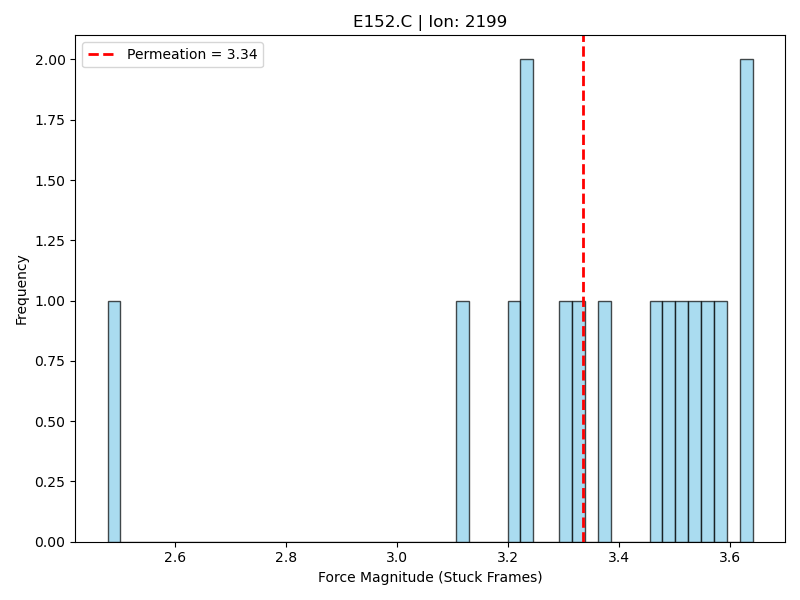 E152.C | Ion: 2199
Permeation = 3.34
2.00
1.75
1.50
1.25
1.00
0.75
0.50
0.25
0.00
Frequency
2.6 2.8 3.0 3.2 3.4 3.6
Force Magnitude (Stuck Frames)